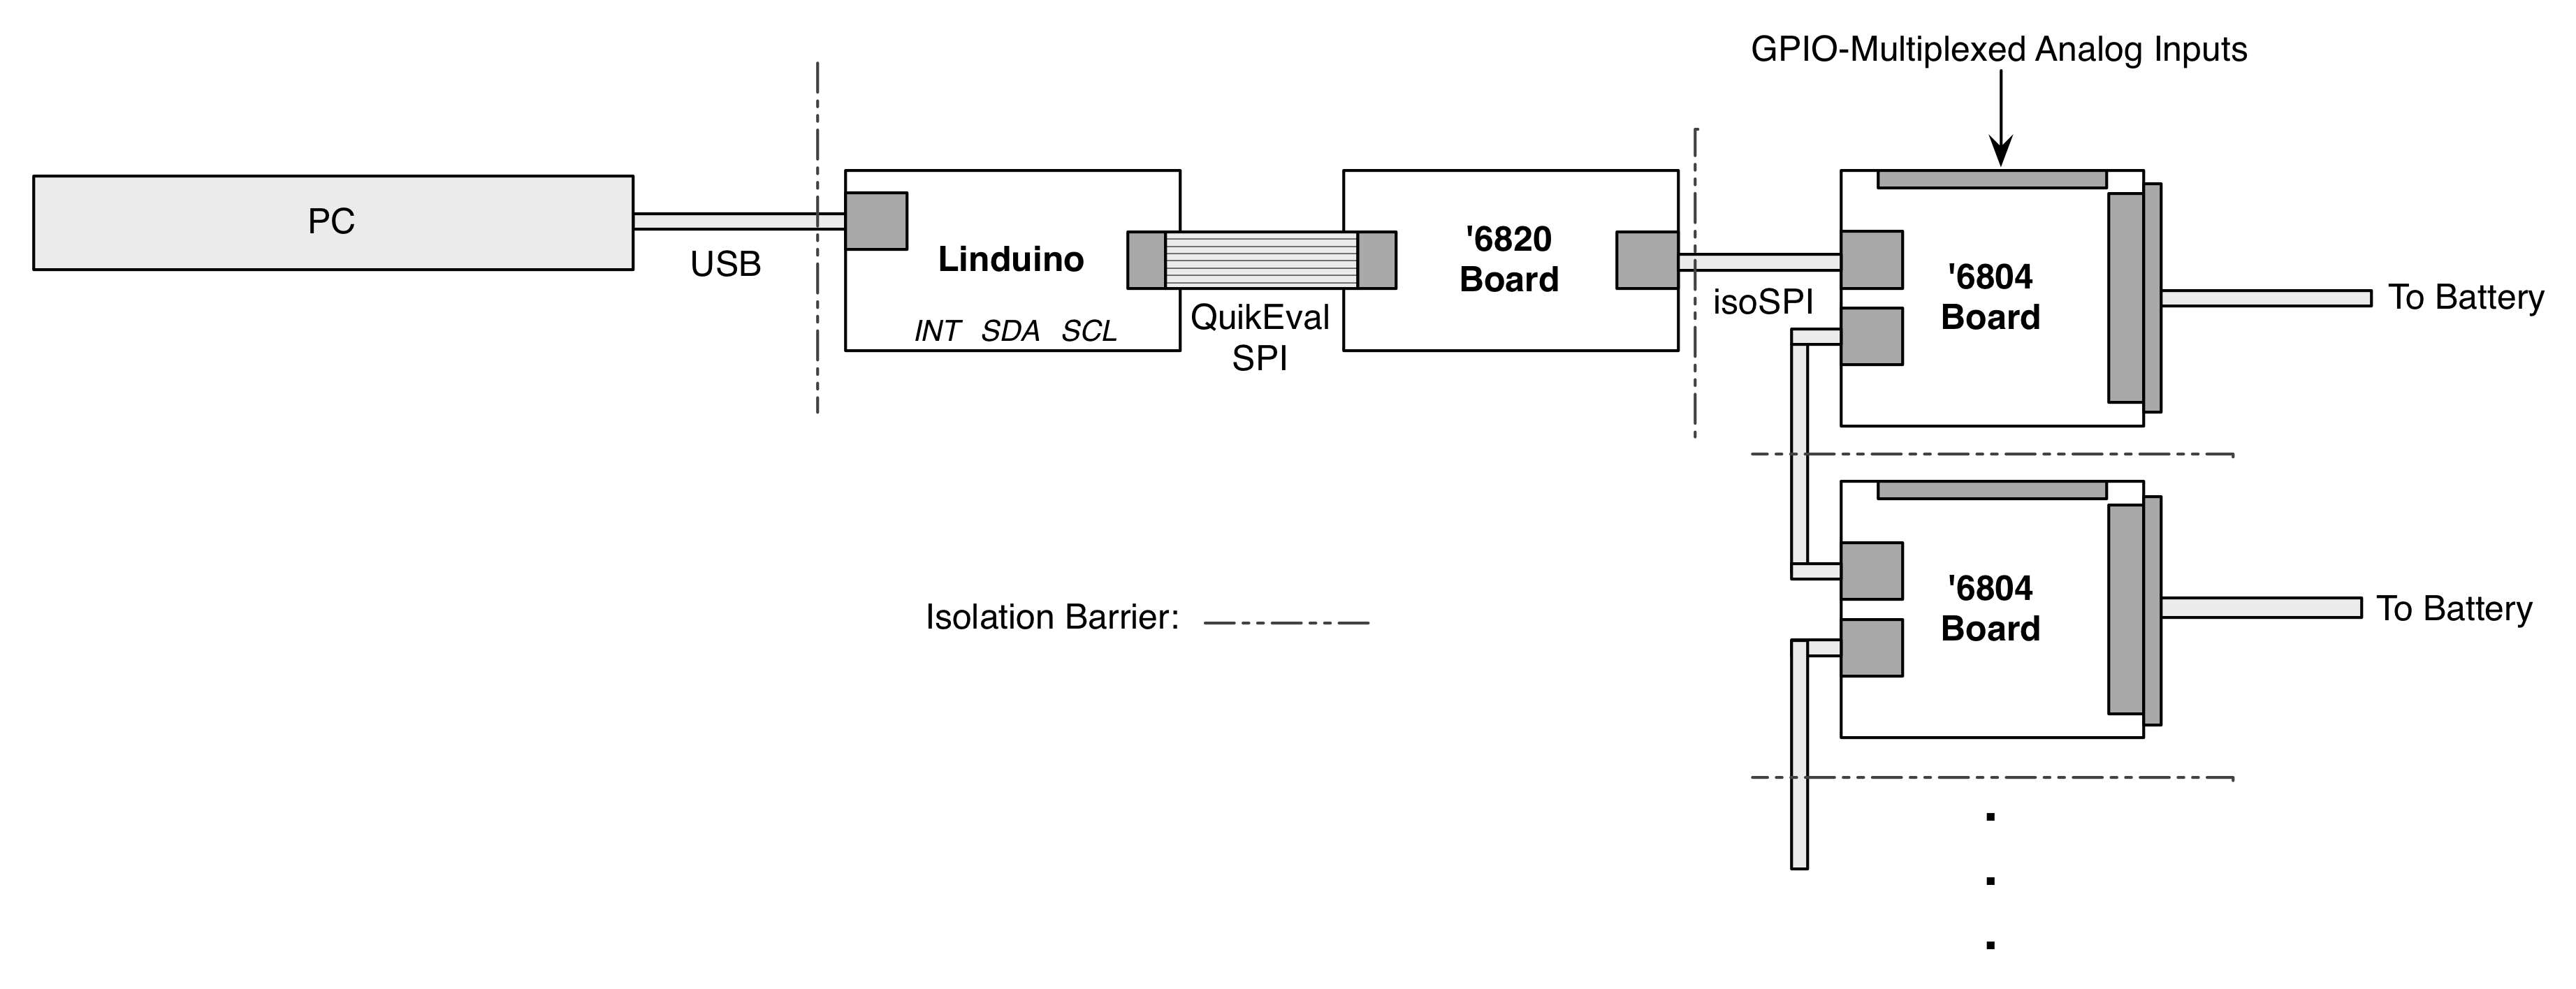 GPIO-Multiplexed Analog Inputs
PC
USB
Linduino
INT SDA SCL
QuikEval
SPI
'6820
Board
isoSPI
'6804
Board
To Battery
'6804
Board
To Battery
Isolation Barrier: